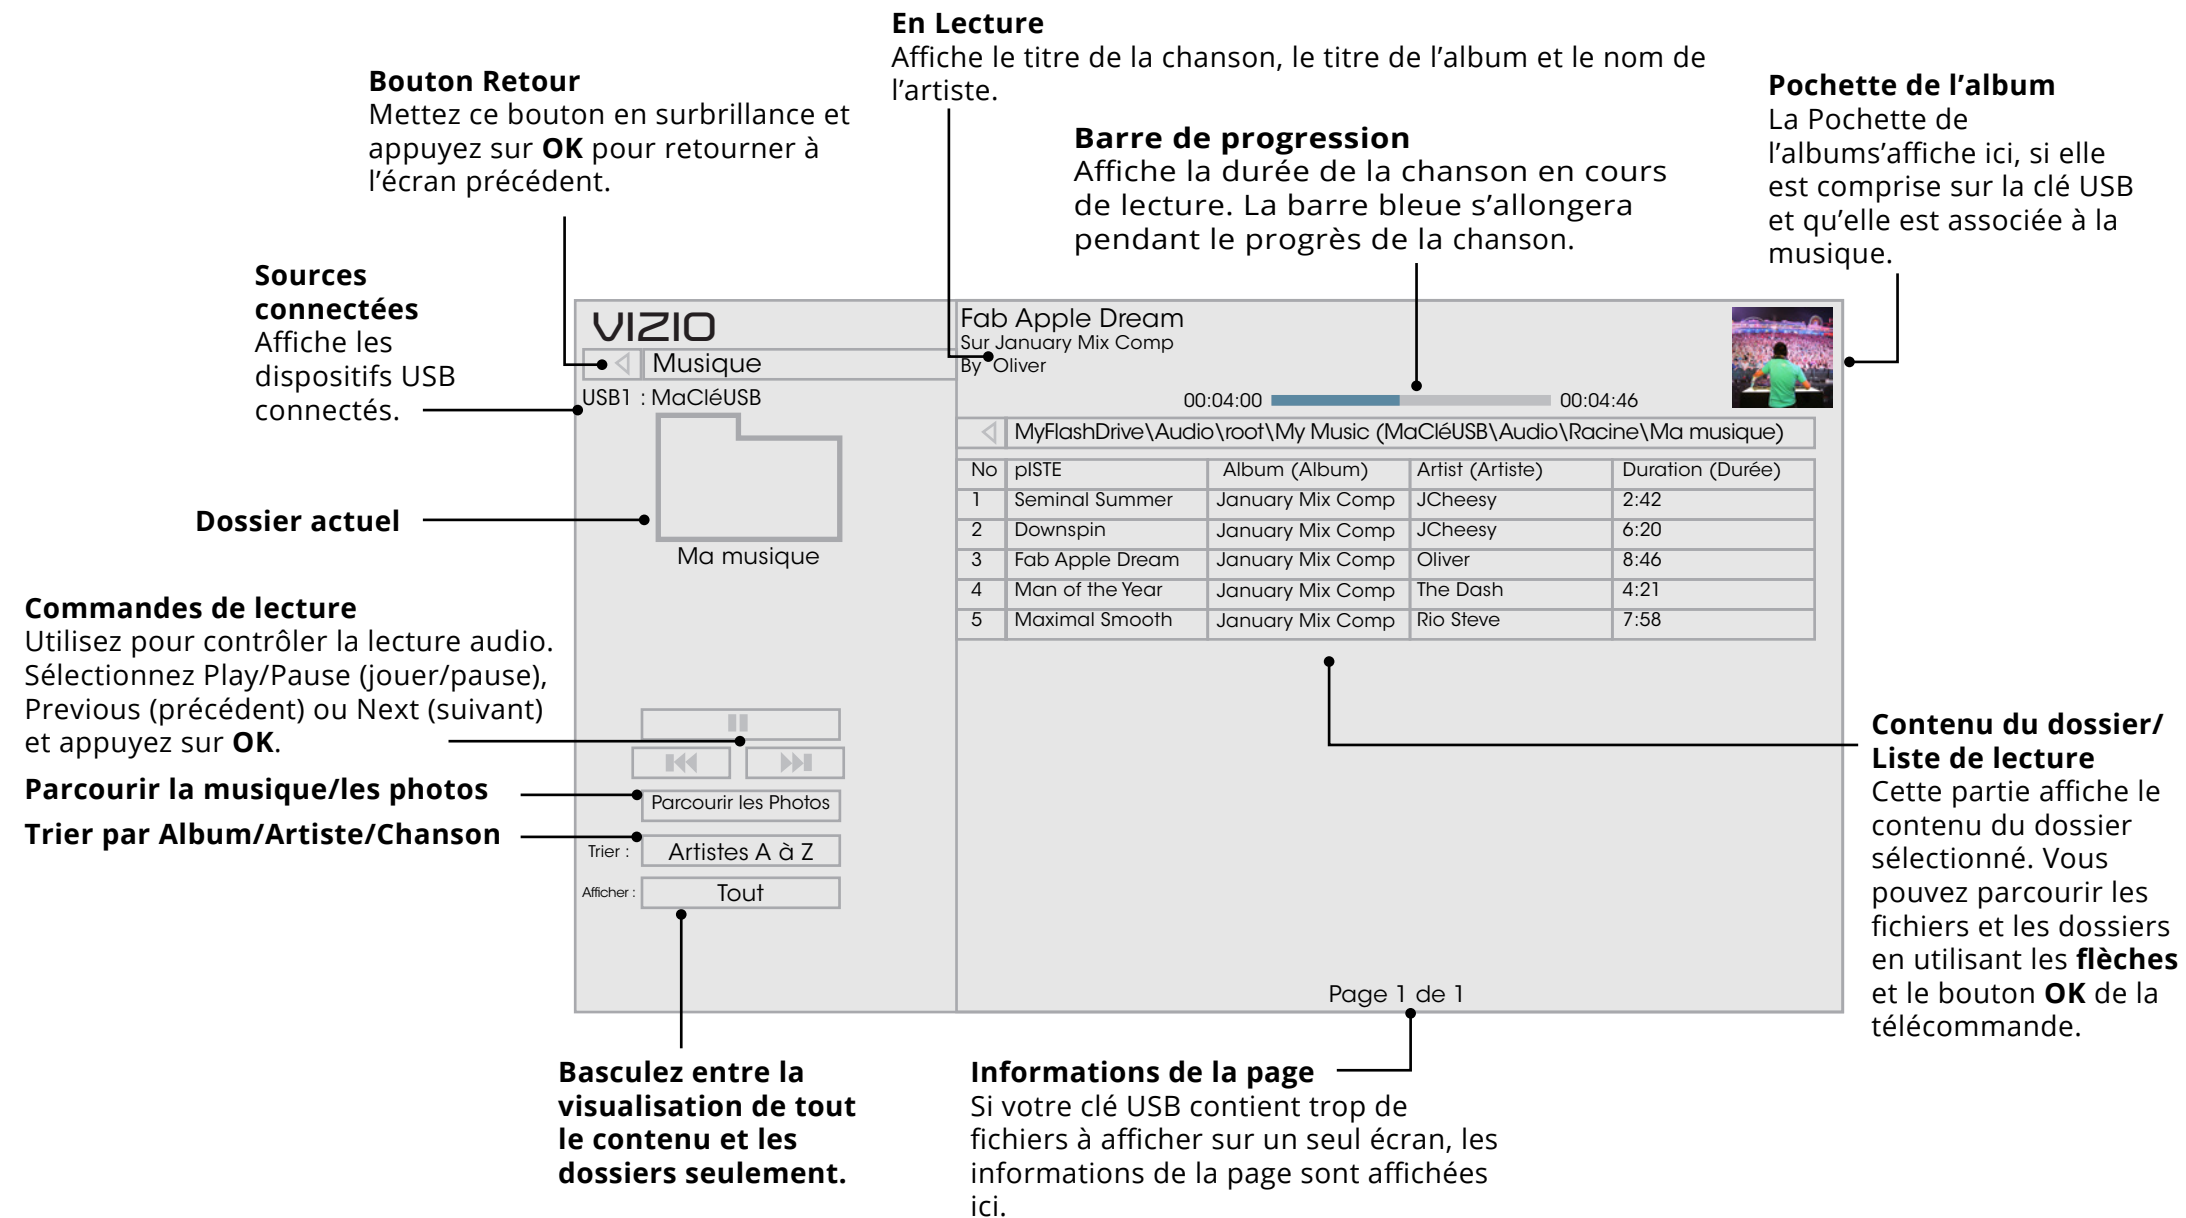 En Lecture
Affiche le titre de la chanson, le titre de l’album et le nom de
l’artiste.
Bouton Retour
Mettez ce bouton en surbrillance et
appuyez sur OK pour retourner à
l’écran précédent.
Barre de progression
Affiche la durée de la chanson en cours
de lecture. La barre bleue s’allongera
pendant le progrès de la chanson.
Pochette de l’album
La Pochette de
l’albums’affiche ici, si elle
est comprise sur la clé USB
et qu’elle est associée à la
musique.
Sources
connectées
Affiche les
dispositifs USB
connectés.
Dossier actuel
Commandes de lecture
Utilisez pour contrôler la lecture audio.
Sélectionnez Play/Pause (jouer/pause),
Previous (précédent) ou Next (suivant)
et appuyez sur OK.
Parcourir la musique/les photos
Trier par Album/Artiste/Chanson
VIZIO
Musique
USB1 : MaCléUSB
Ma musique
Parcourir les Photos
Trier : Artistes A à Z
Afficher : Tout
Fab Apple Dream
Sur January Mix Comp
By Oliver
00:04:00 00:04:46
MyFlashDrive\Audio\root\My Music (MaCléUSB\Audio\Racine\Ma musique)
No pISTE Album (Album) Artist (Artiste) Duration (Durée)
1 Seminal Summer January Mix Comp JCheesy 2:42
2 Downspin January Mix Comp JCheesy 6:20
3 Fab Apple Dream January Mix Comp Oliver 8:46
4 Man of the Year January Mix Comp The Dash 4:21
5 Maximal Smooth January Mix Comp Rio Steve 7:58
Page 1 de 1
Contenu du dossier/
Liste de lecture
Cette partie affiche le
contenu du dossier
sélectionné. Vous
pouvez parcourir les
fichiers et les dossiers
en utilisant les flèches
et le bouton OK de la
télécommande.
Basculez entre la
visualisation de tout
le contenu et les
dossiers seulement.
Informations de la page
Si votre clé USB contient trop de
fichiers à afficher sur un seul écran, les
informations de la page sont affichées
ici.